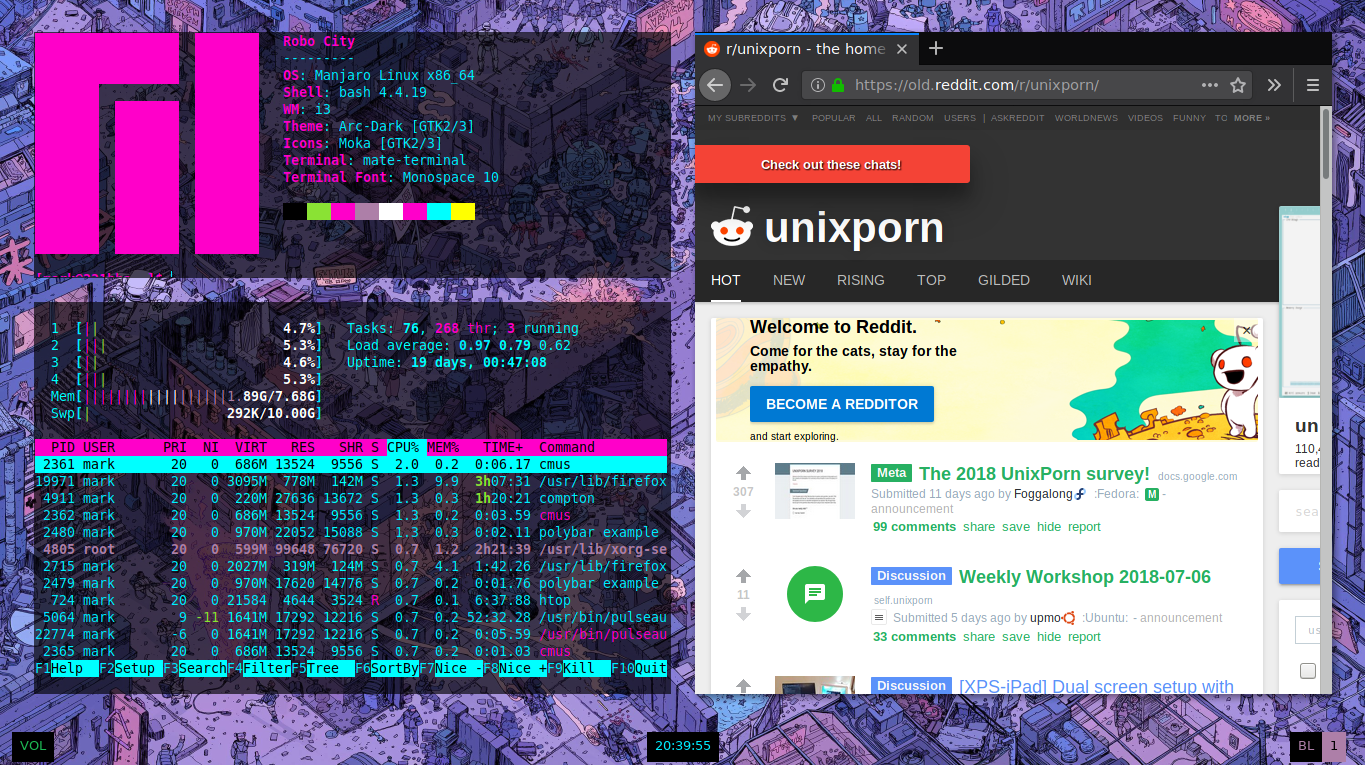 Robo City
---------
OS: Manjaro Linux x86_64
Shell: bash 4.4.19
WM: i3
Theme: Arc-Dark [GTK2/3]
Icons: Moka [GTK2/3]
Terminal: mate-terminal
Terminal Font: Monospace 10
1 [|| 4.7%] Tasks: 76, 268 thr; 3 running
2 [||| 5.3%] Load average: 0.97 0.79 0.62
3 [|| 4.6%] Uptime: 19 days, 00:47:08
4 [||| 5.3%]
Mem[||||||||||||||||||1.89G/7.68G]
Swp[| 292K/10.00G]
PID USER PRI NI VIRT RES SHR S CPU% MEM% TIME+ Command
2361 mark 20 0 686M 13524 9556 S 2.0 0.2 0:06.17 cmus
19971 mark 20 0 3095M 778M 142M S 1.3 9.9 3h07:31 /usr/lib/firefox
4911 mark 20 0 220M 27636 13672 S 1.3 0.3 1h20:21 compton
2362 mark 20 0 686M 13524 9556 S 1.3 0.2 0:03.59 cmus
2480 mark 20 0 970M 22052 15088 S 1.3 0.3 0:02.11 polybar example
4805 root 20 0 599M 99648 76720 S 0.7 1.2 2h21:39 /usr/lib/xorg-se
2715 mark 20 0 2027M 319M 124M S 0.7 4.1 1:42.26 /usr/lib/firefox
2479 mark 20 0 970M 17620 14776 S 0.7 0.2 0:01.76 polybar example
724 mark 20 0 21584 4644 3524 R 0.7 0.1 6:37.88 htop
5064 mark 9 -11 1641M 17292 12216 S 0.7 0.2 52:32.28 /usr/bin/pulseau
22774 mark -6 0 1641M 17292 12216 S 0.7 0.2 0:05.59 /usr/bin/pulseau
2365 mark 20 0 686M 13524 9556 S 0.7 0.2 0:01.03 cmus
F1Help F2Setup F3SearchF4FilterF5Tree F6SortByF7Nice -F8Nice +F9Kill F10Quit
r/unixporn - the home
https://old.reddit.com/r/unixporn/
MY SUBREDDITS ▼ POPULAR ALL RANDOM USERS | ASKREDDIT WORLDNEWS VIDEOS FUNNY TO MORE »
Check out these chats!
unixporn
HOT NEW RISING TOP GILDED WIKI
Welcome to Reddit.
Come for the cats, stay for the
empathy.
BECOME A REDDITOR
and start exploring.
307
Meta The 2018 UnixPorn survey! docs.google.com
Submitted 11 days ago by Foggalong :Fedora: M -
announcement
99 comments share save hide report
11
Discussion Weekly Workshop 2018-07-06
self.unixporn
Submitted 5 days ago by upmo :Ubuntu: - announcement
33 comments share save hide report
Discussion [XPS-iPad] Dual screen setup with
un
110,4
read
sea
us
VOL
20:39:55
BL 1